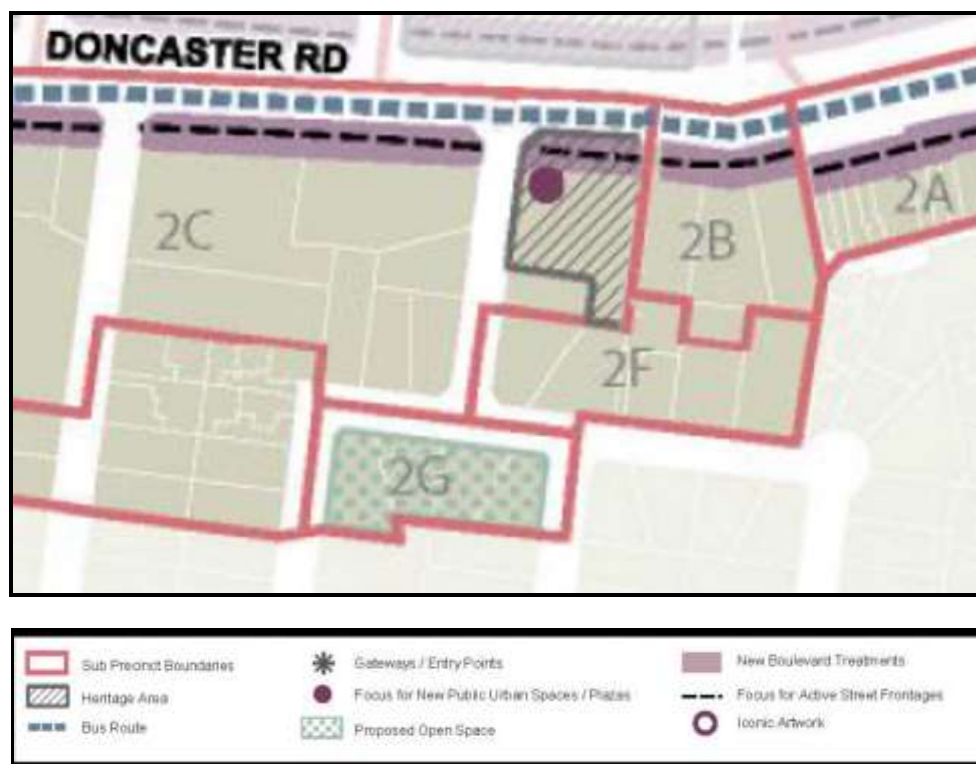 DONCASTER RD
2A
2C
2B
2F
2G
Sub Precinct Boundaries
Gateways / Entry Points
New Boulevard Treatments
Heritage Area
Focus for New Public Urban Spaces / Plazas
Focus for Active Street Frontages
Bus Route
Proposed Open Space
Iconic Artwork